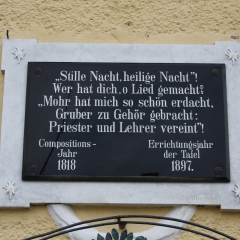 „Stille Nacht, heilige Nacht"!
Wer hat dich, o Lied gemacht?
„Mohr hat mich so schön erdacht,
Gruber zu Gehör gebracht:
Priester und Lehrer vereint"!
Compositions- Errichtungsjahr
Jahr der Tafel
1818 1897.